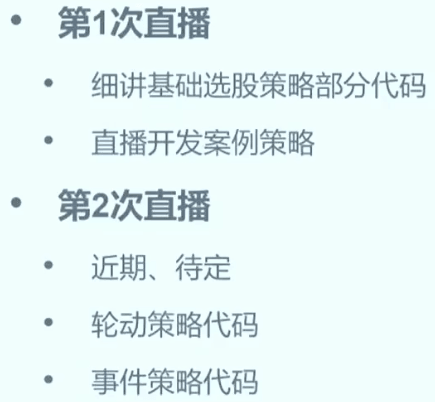 第1次直播
细讲基础选股策略部分代码
直播开发案例策略
第2次直播
近期、待定
轮动策略代码
事件策略代码